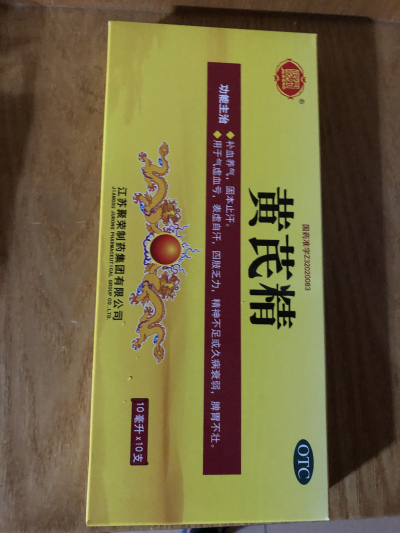 国药准字Z32020083
黄芪精
OTC
功能主治
◆补血养气，固本止汗。
◆用于气虚血亏，表虚自汗，四肢乏力，精神不足或久病衰弱，脾胃不壮。
10毫升×10支
江苏聚荣制药集团有限公司
JIANGSU JURONG PHARMACEUTICAL GROUP CO. LTD.